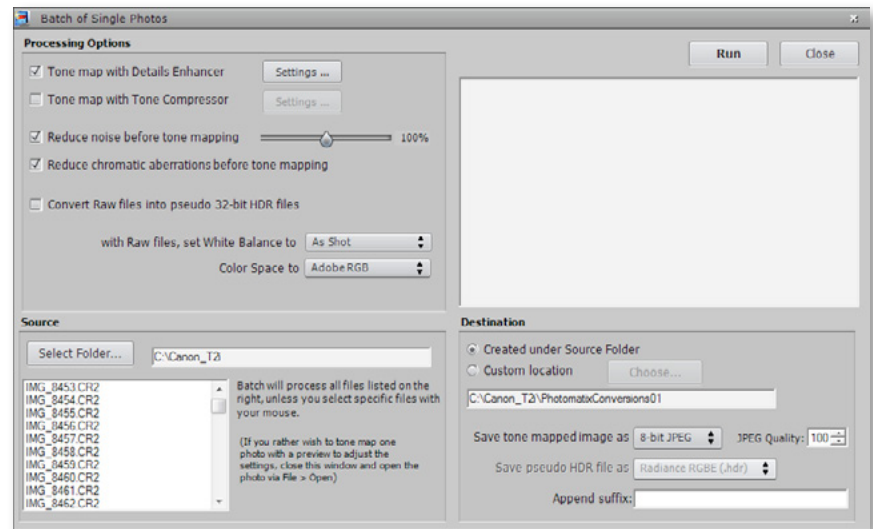 Batch of Single Photos
Processing Options
Tone map with Details Enhancer
Settings ...
Tone map with Tone Compressor
Settings ...
Reduce noise before tone mapping
100%
Reduce chromatic aberrations before tone mapping
Convert Raw files into pseudo 32-bit HDR files
with Raw files, set White Balance to
As Shot
Color Space to
Adobe RGB
Run
Close
Source
Select Folder...
C:\Canon_T2i
IMG_8453.CR2
IMG_8454.CR2
IMG_8455.CR2
IMG_8456.CR2
IMG_8457.CR2
IMG_8458.CR2
IMG_8459.CR2
IMG_8460.CR2
IMG_8461.CR2
IMG_8462.CR2
Batch will process all files listed on the
right, unless you select specific files with
your mouse.
(If you rather wish to tone map one
photo with a preview to adjust the
settings, close this window and open the
photo via File > Open)
Destination
Created under Source Folder
Custom location
Choose...
C:\Canon_T2i\PhotomatixConversions01
Save tone mapped image as
8-bit JPEG
JPEG Quality:
100
Save pseudo HDR file as
Radiance RGBE (.hdr)
Append suffix: